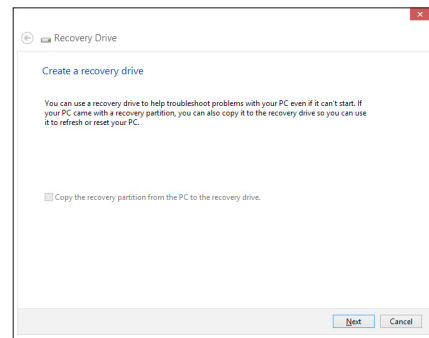 Recovery Drive
Create a recovery drive
You can use a recovery drive to help troubleshoot problems with your PC even if it can't start. If
your PC came with a recovery partition, you can also copy it to the recovery drive so you can use
it to refresh or reset your PC.
Copy the recovery partition from the PC to the recovery drive.
Next Cancel